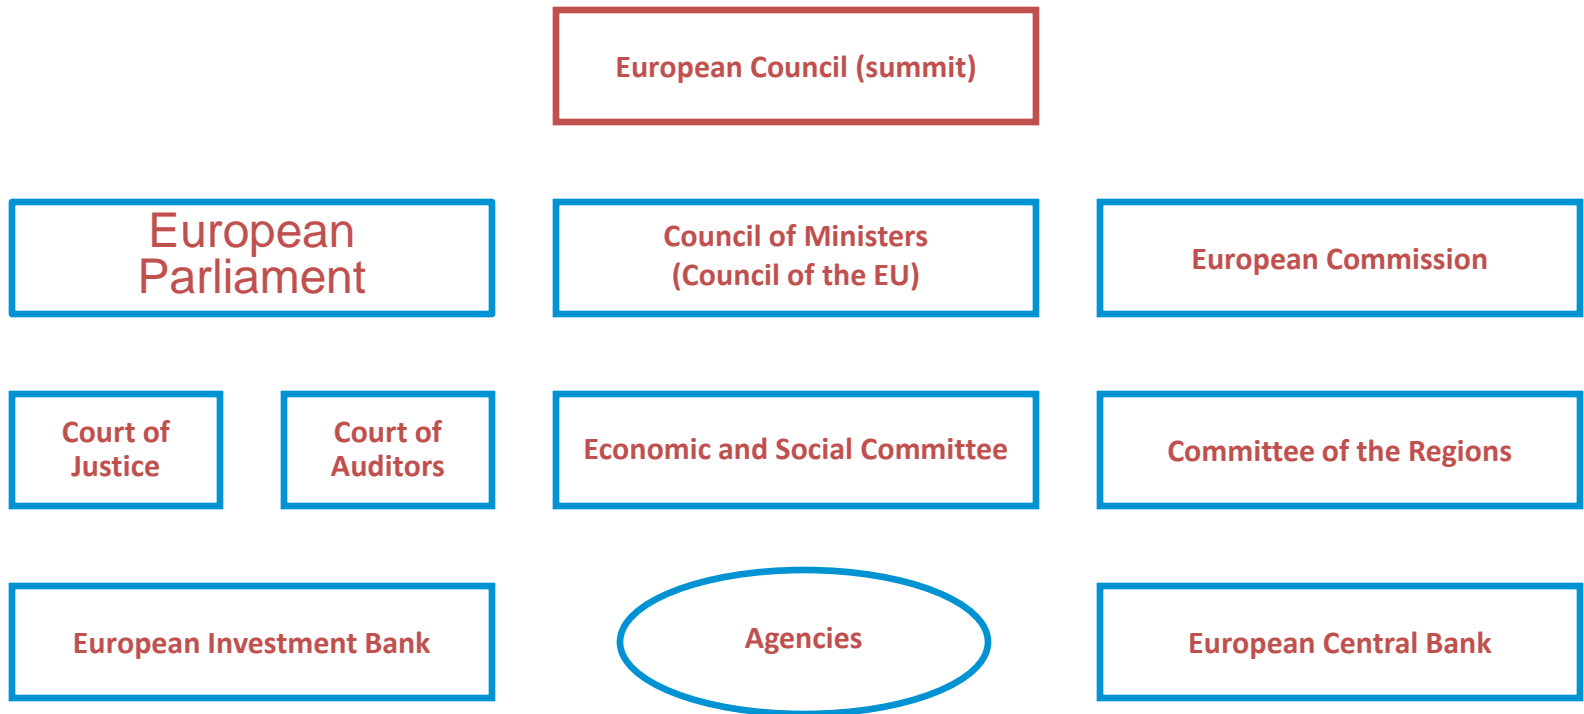 European Council (summit)
European
Parliament
Council of Ministers
(Council of the EU)
European Commission
Court of
Justice
Court of
Auditors
Economic and Social Committee
Committee of the Regions
European Investment Bank
Agencies
European Central Bank